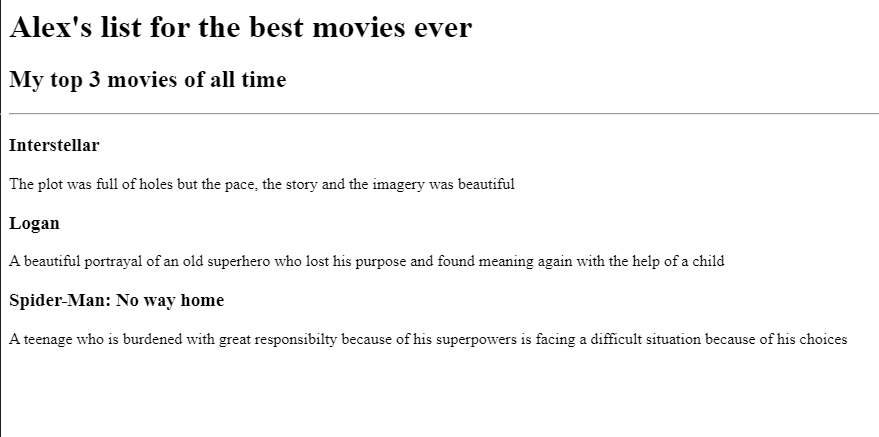 Alex's list for the best movies ever
My top 3 movies of all time
Interstellar
The plot was full of holes but the pace, the story and the imagery was beautiful
Logan
A beautiful portrayal of an old superhero who lost his purpose and found meaning again with the help of a child
Spider-Man: No way home
A teenage who is burdened with great responsibilty because of his superpowers is facing a difficult situation because of his choices